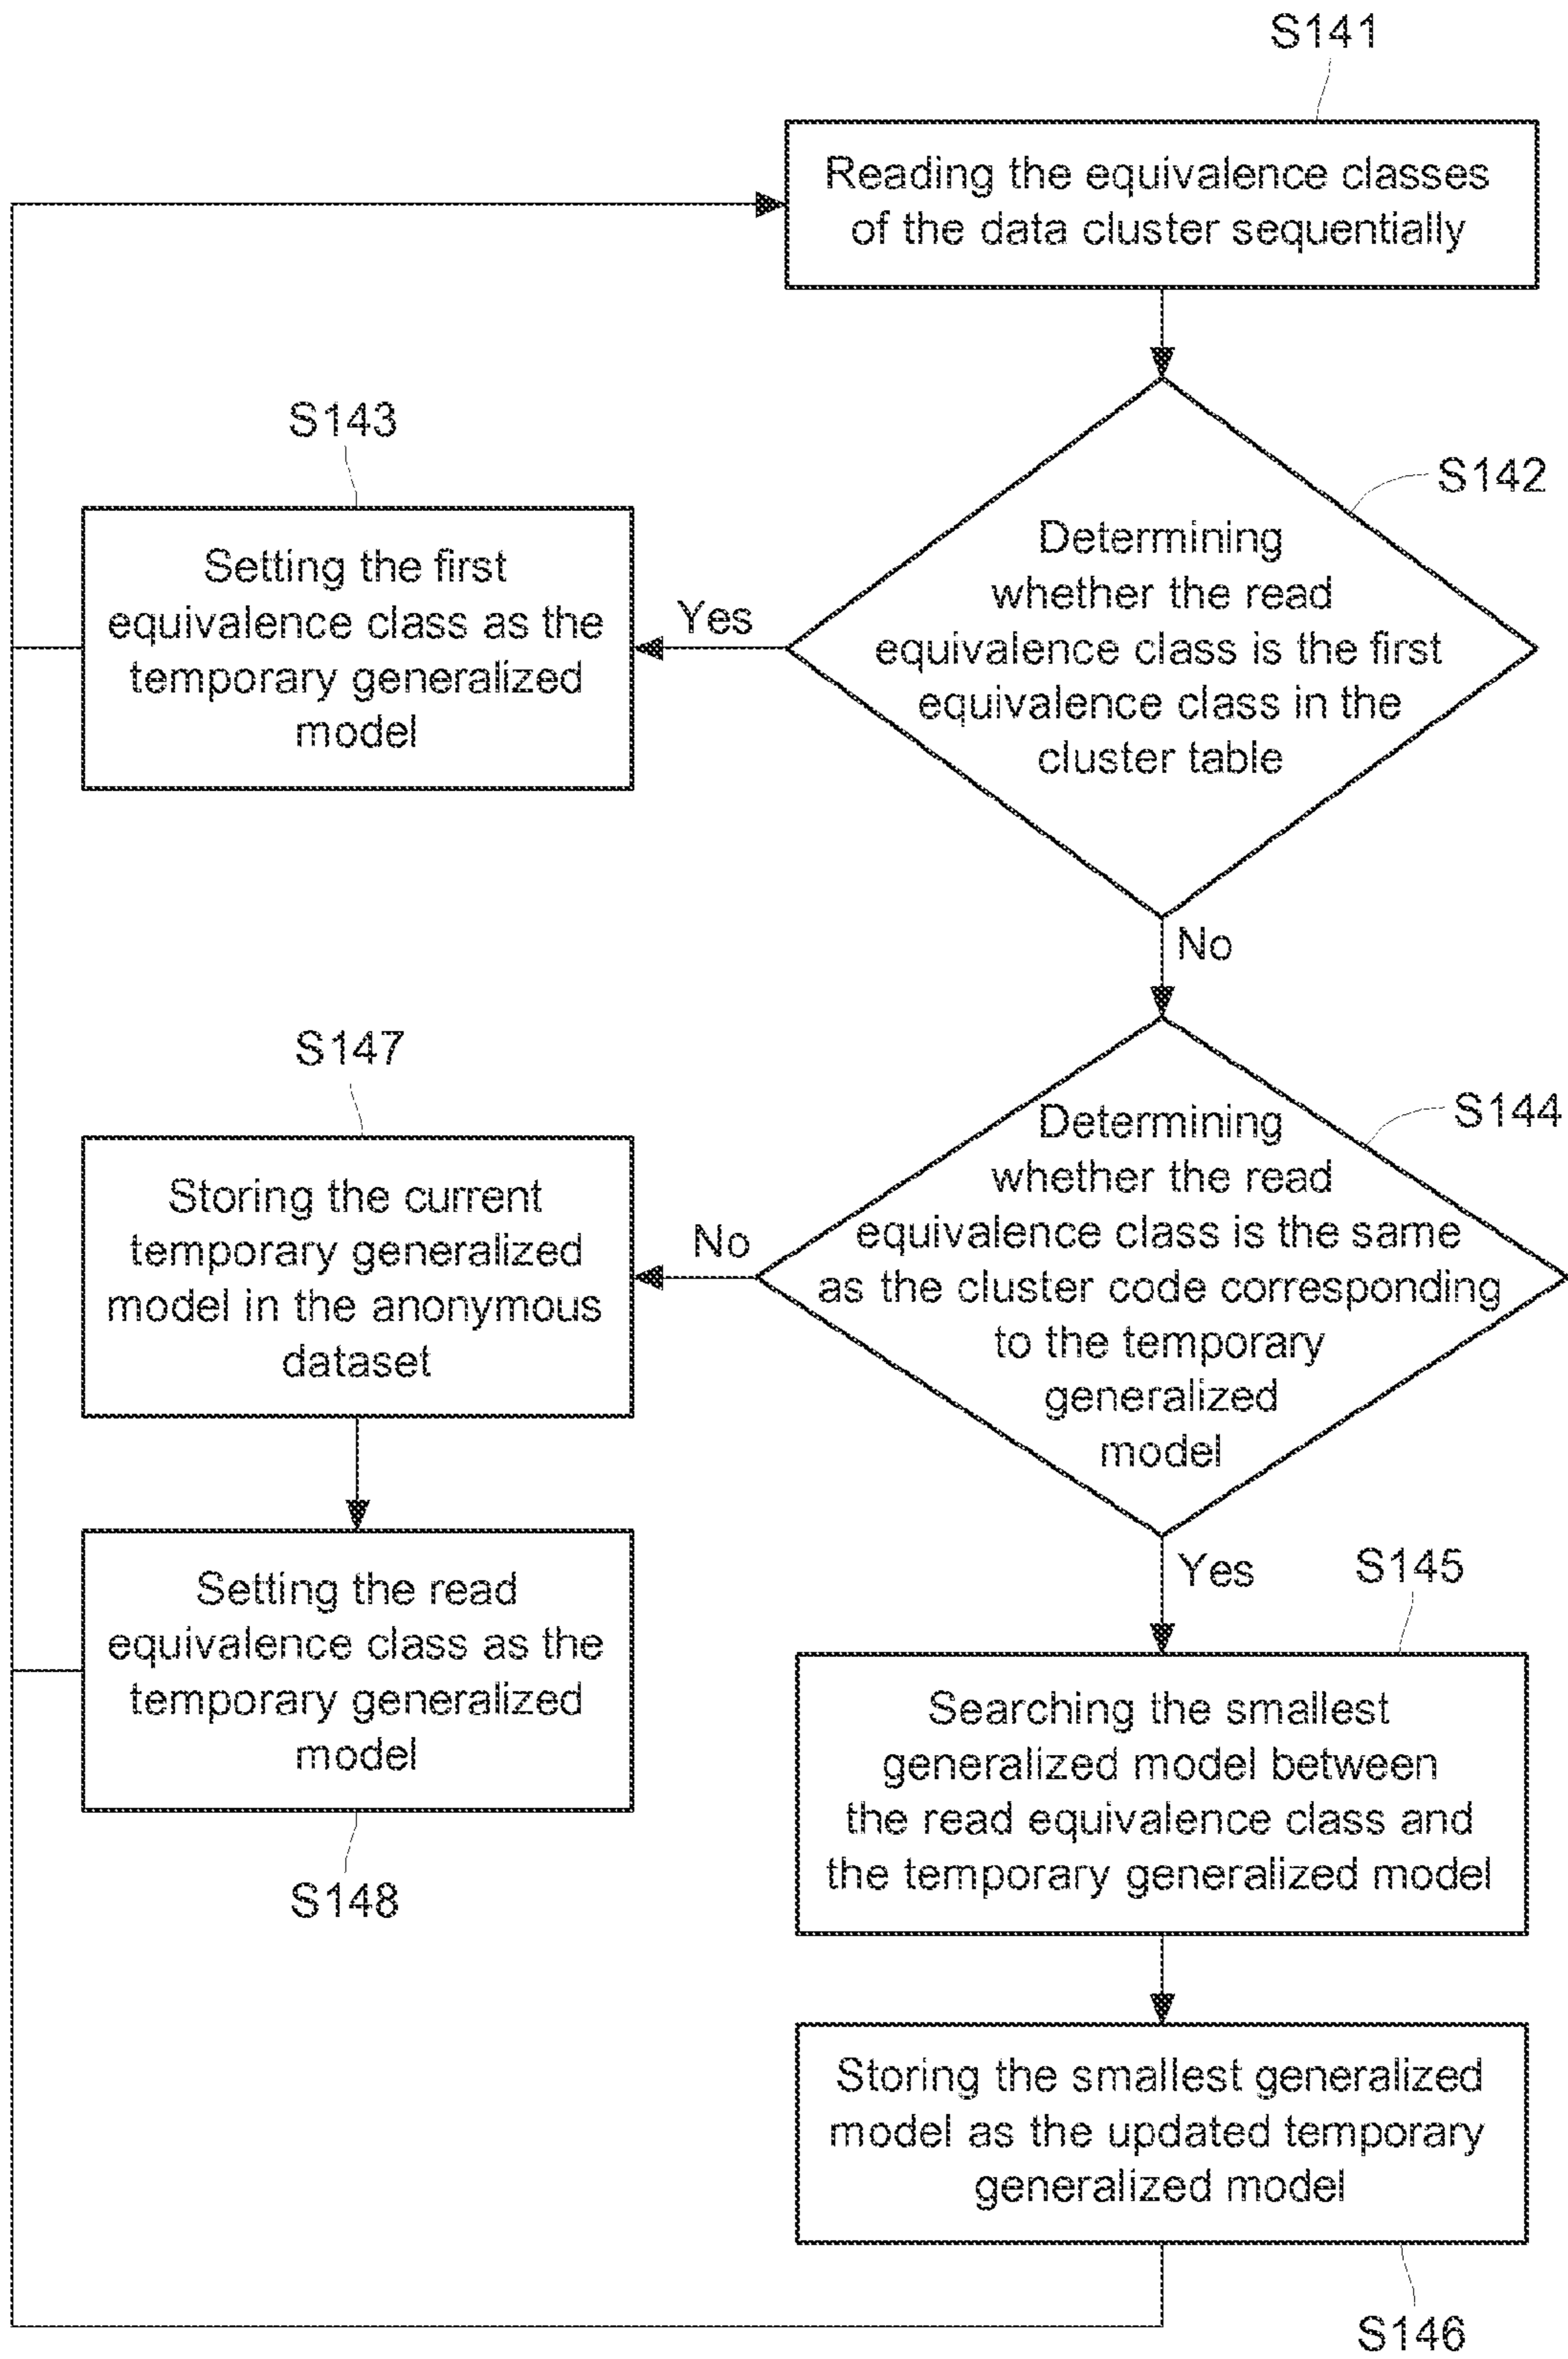 S141
Reading the equivalence classes
of the data cluster sequentially
S142
Determining
whether the read
equivalence class is the first
equivalence class in the
cluster table
Yes
S143
Setting the first
equivalence class as the
temporary generalized
model
No
S144
Determining
whether the read
equivalence class is the same
as the cluster code corresponding
to the temporary
generalized
model
No
S147
Storing the current
temporary generalized
model in the anonymous
dataset
Setting the read
equivalence class as the
temporary generalized
model
S148
Yes
S145
Searching the smallest
generalized model between
the read equivalence class and
the temporary generalized model
Storing the smallest generalized
model as the updated temporary
generalized model
S146